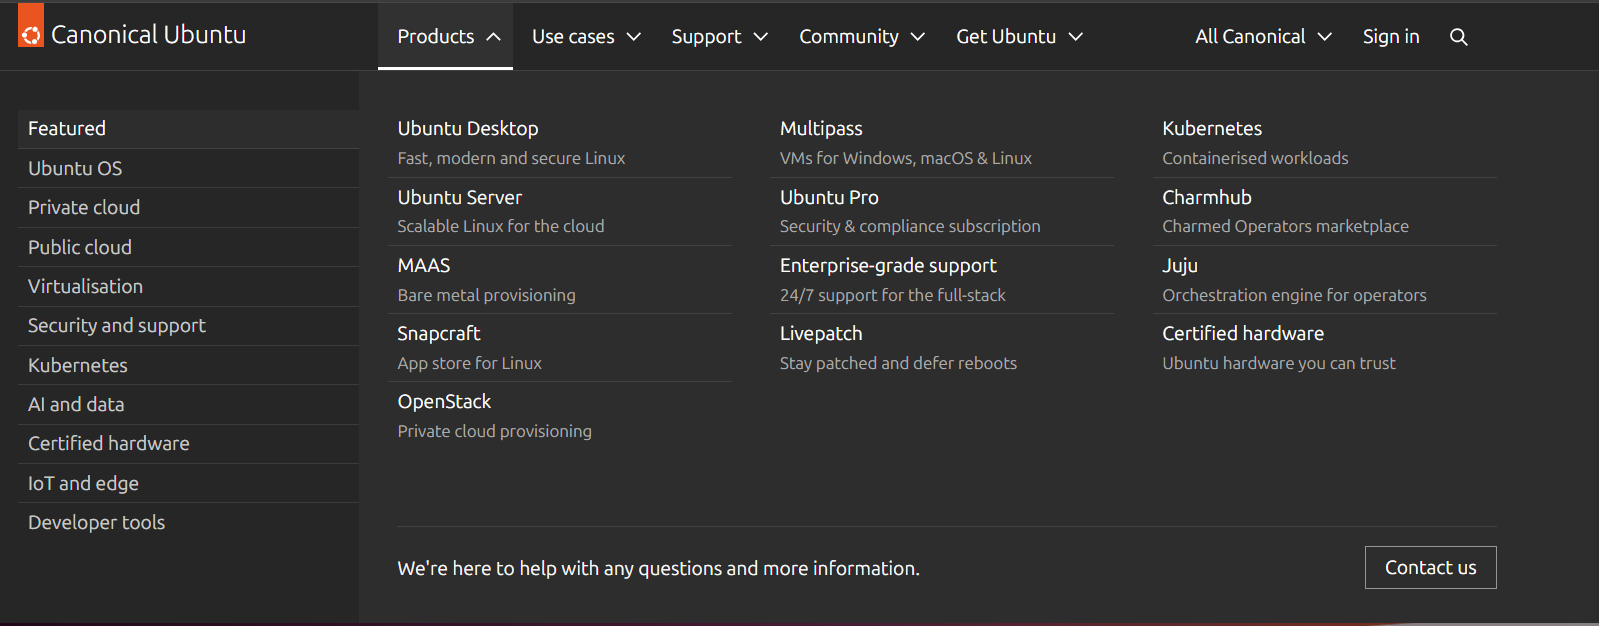 Canonical Ubuntu
Products
Use cases
Support
Community
Get Ubuntu
All Canonical
Sign in
Featured
Ubuntu OS
Private cloud
Public cloud
Virtualisation
Security and support
Kubernetes
AI and data
Certified hardware
IoT and edge
Developer tools
Ubuntu Desktop
Fast, modern and secure Linux
Ubuntu Server
Scalable Linux for the cloud
MAAS
Bare metal provisioning
Snapcraft
App store for Linux
OpenStack
Private cloud provisioning
Multipass
VMs for Windows, macOS & Linux
Ubuntu Pro
Security & compliance subscription
Enterprise-grade support
24/7 support for the full-stack
Livepatch
Stay patched and defer reboots
Kubernetes
Containerised workloads
Charmhub
Charmed Operators marketplace
Juju
Orchestration engine for operators
Certified hardware
Ubuntu hardware you can trust
We're here to help with any questions and more information.
Contact us